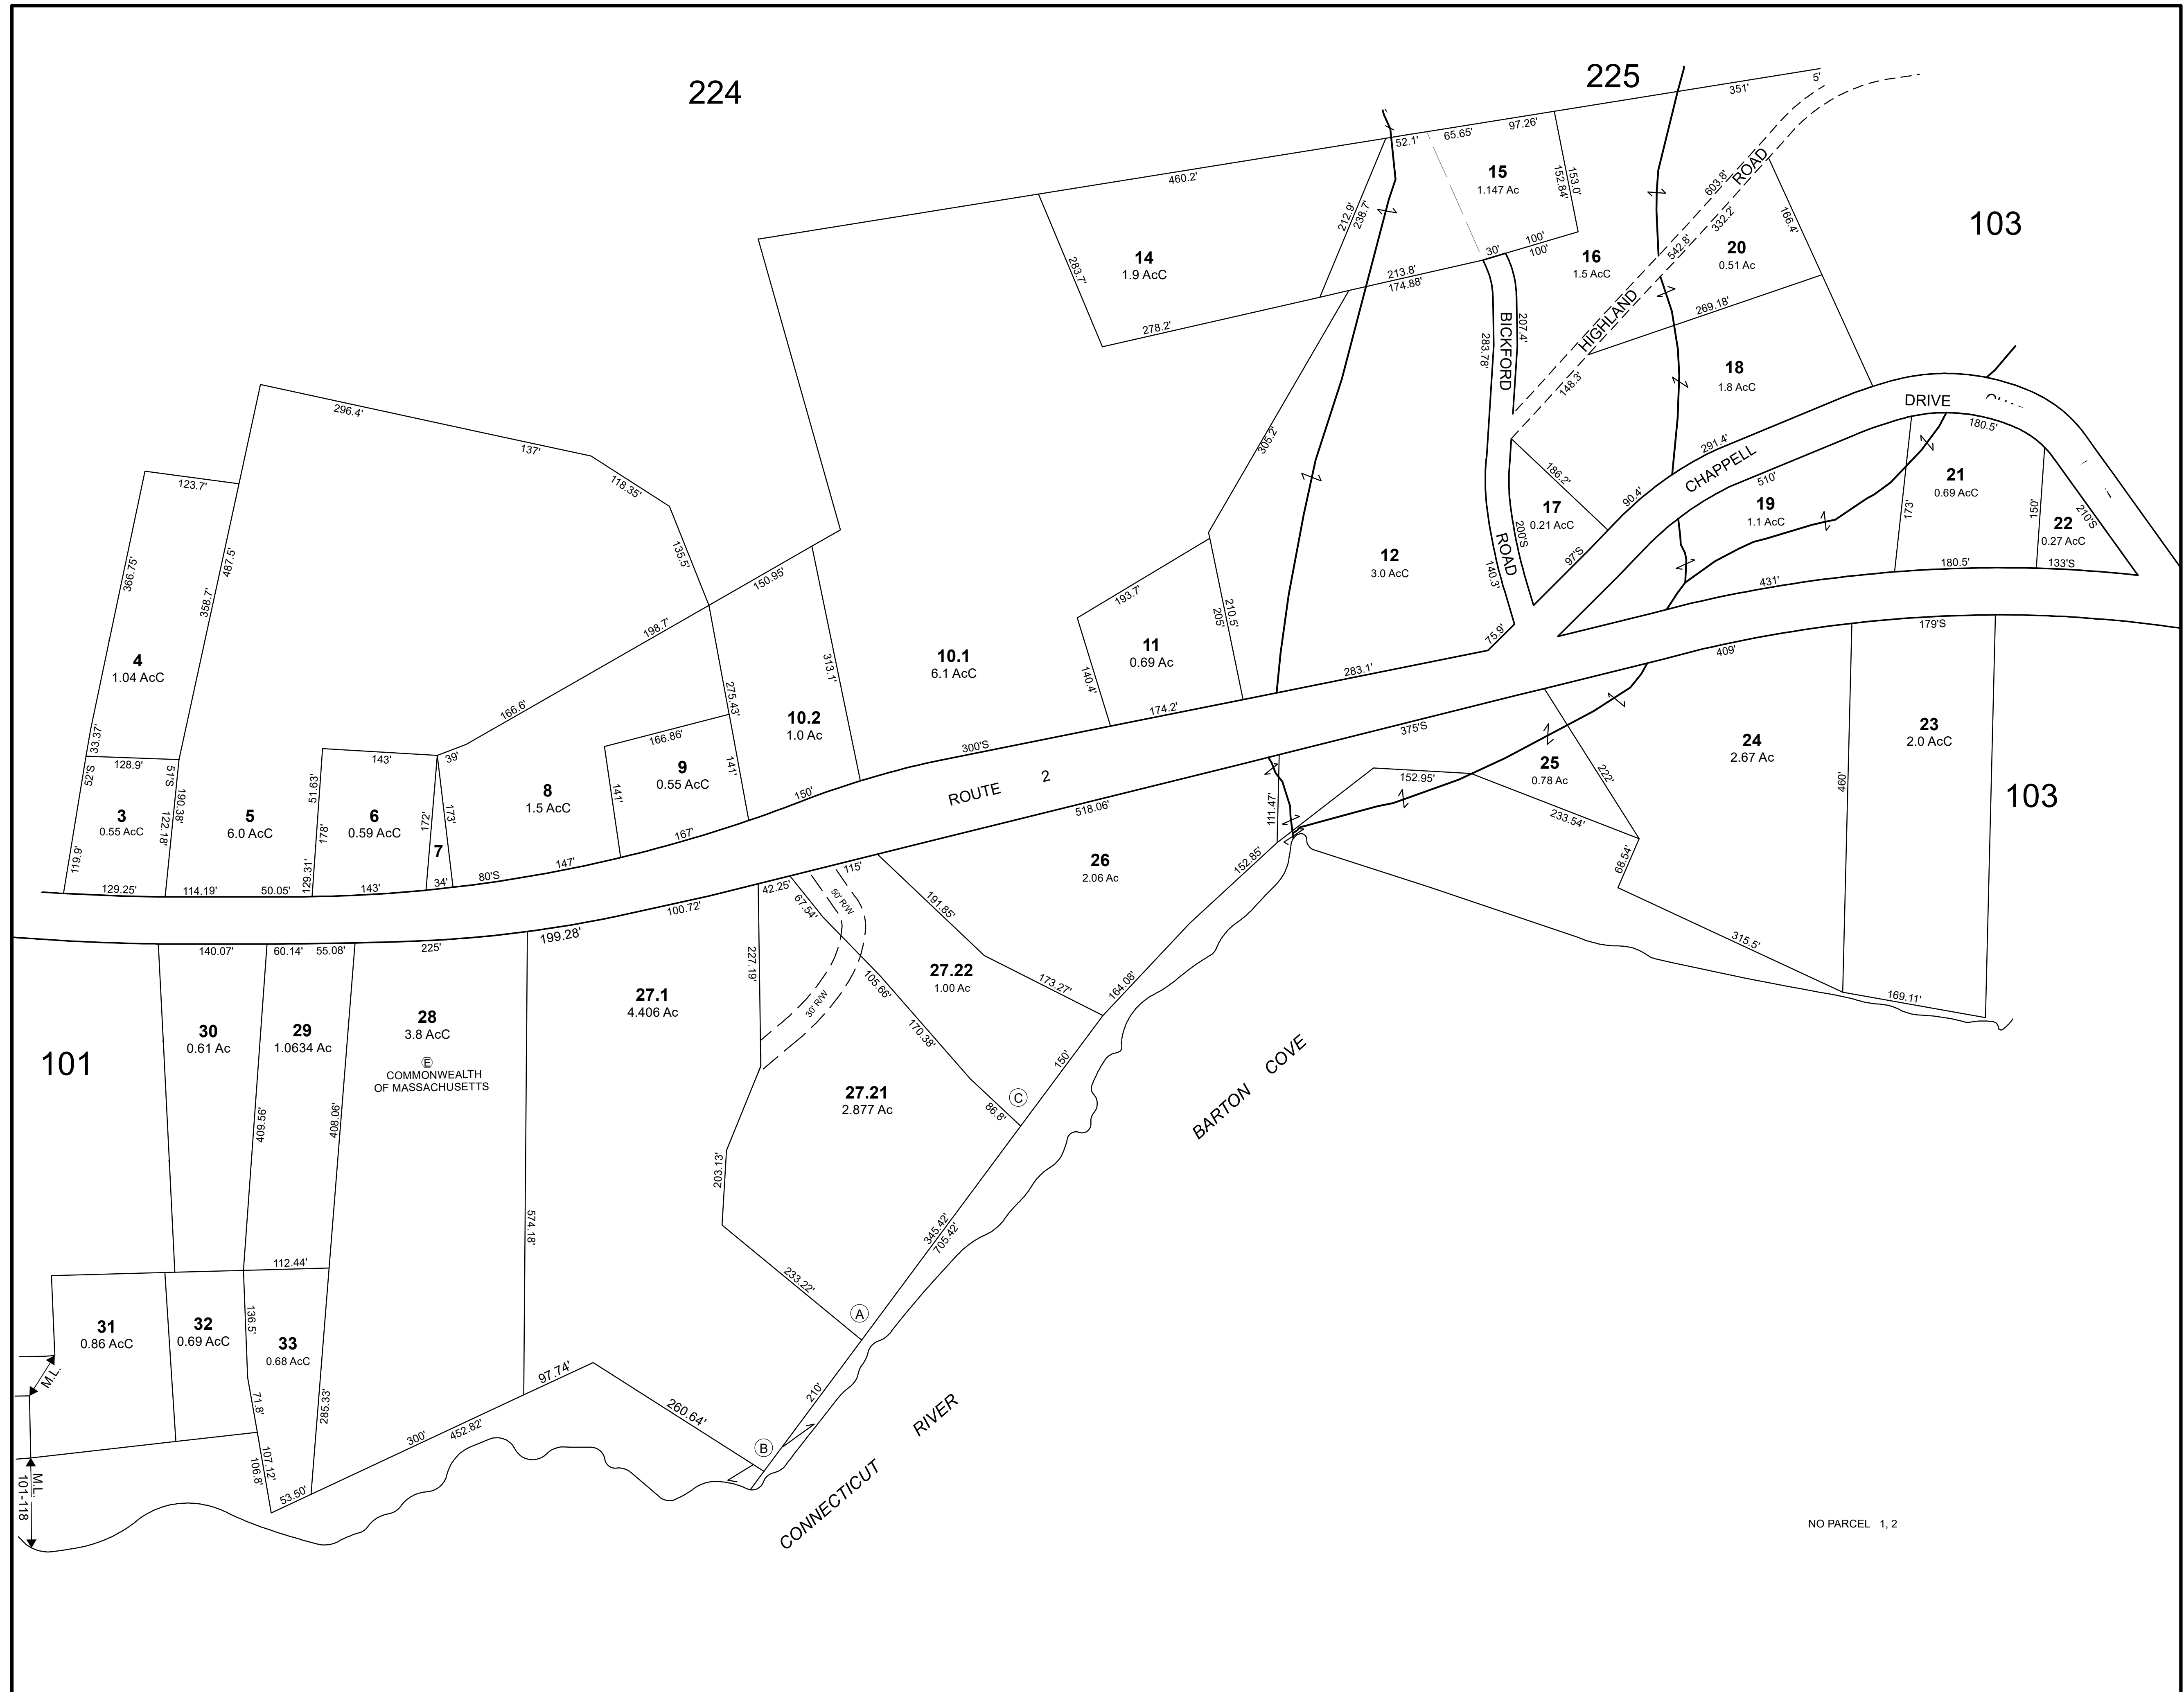 224
225
5'
351'
97.26'
65.65'
52.1'
460.2'
15
1.147 Ac
153.0'
152.84'
ROAD
603.8'
332.2'
166.4'
103
212.9'
238.7'
283.7'
14
1.9 AcC
30'
100'
100'
16
1.5 AcC
542.8'
20
0.51 Ac
213.8'
174.88'
278.2'
HIGHLAND
269.18'
BICKFORD
207.4'
283.78'
148.3'
18
1.8 AcC
DRIVE
180.5'
296.4'
137'
305.2'
291.4'
CHAPPELL
510'
123.7'
118.35'
186.2'
90.4'
21
0.69 AcC
487.5'
135.5'
17
0.21 AcC
200'S
19
1.1 AcC
173'
150'
22
0.27 AcC
210'S
366.75'
358.7'
150.95'
12
3.0 AcC
ROAD
140.3'
97'S
431'
180.5'
133'S
193.7'
210.5'
205'
198.7'
75.9'
179'S
4
1.04 AcC
313.1'
10.1
6.1 AcC
11
0.69 Ac
140.4'
283.1'
409'
275.43'
166.6'
174.2'
10.2
1.0 Ac
33.37'
166.86'
300'S
375'S
24
2.67 Ac
23
2.0 AcC
52'S
128.9'
51'S
143'
39'
9
0.55 AcC
141'
141'
ROUTE 2
150'
152.95'
25
0.78 Ac
222'
460'
103
51.63'
190.38'
8
1.5 AcC
518.06'
111.47'
233.54'
3
0.55 AcC
122.18'
5
6.0 AcC
178'
6
0.59 AcC
172'
173'
7
167'
119.9'
129.31'
147'
80'S
34'
143'
129.25'
114.19'
50.05'
115'
42.25'
67.54'
50' R/W
26
2.06 Ac
152.85'
68.54'
191.85'
100.72'
199.28'
225'
140.07'
60.14'
55.08'
227.19'
315.5'
27.22
1.00 Ac
173.27'
164.08'
105.66'
30' R/W
169.11'
27.1
4.406 Ac
30
0.61 Ac
29
1.0634 Ac
28
3.8 AcC
E
COMMONWEALTH
OF MASSACHUSETTS
101
170.38'
150'
BARTON COVE
27.21
2.877 Ac
86.8'
C
409.56'
408.06'
203.13'
574.18'
345.42'
705.42'
112.44'
233.22'
A
31
0.86 AcC
32
0.69 AcC
136.5'
33
0.68 AcC
M.L.
97.74'
210'
71.8'
285.33'
260.64'
300'
452.82'
B
RIVER
107.12'
106.8'
53.50'
M.L.
101-118
CONNECTICUT
NO PARCEL 1, 2